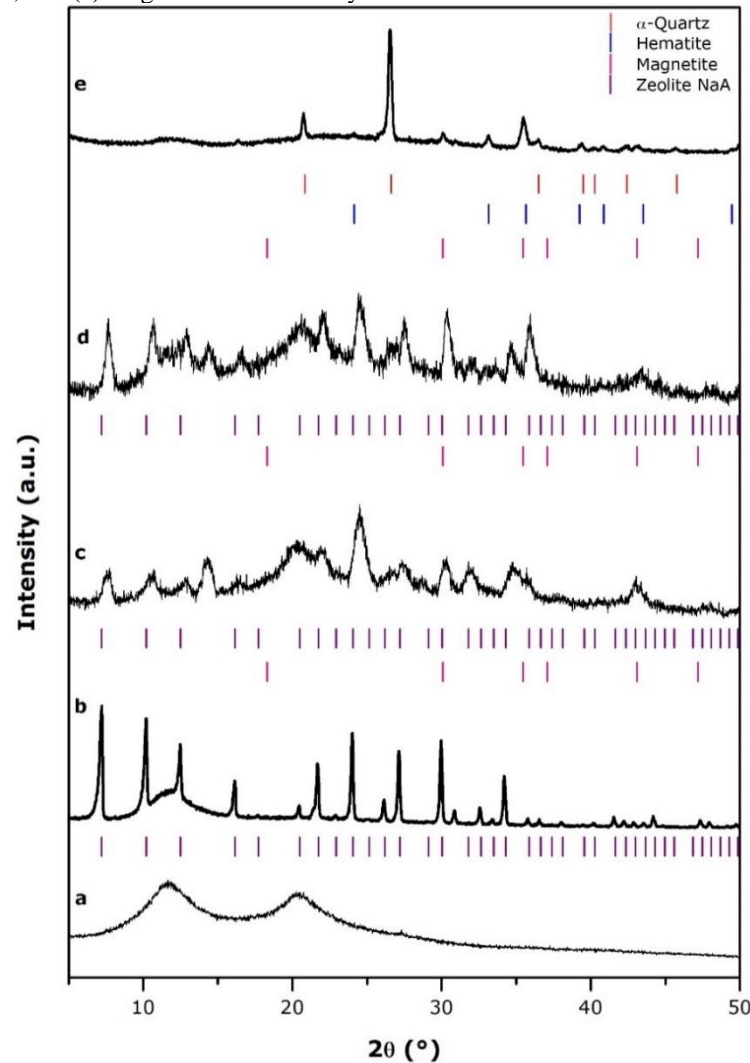 α-Quartz
Hematite
Magnetite
Zeolite NaA
e
d
c
b
a
Intensity (a.u.)
10 20 30 40 50
2θ (°)